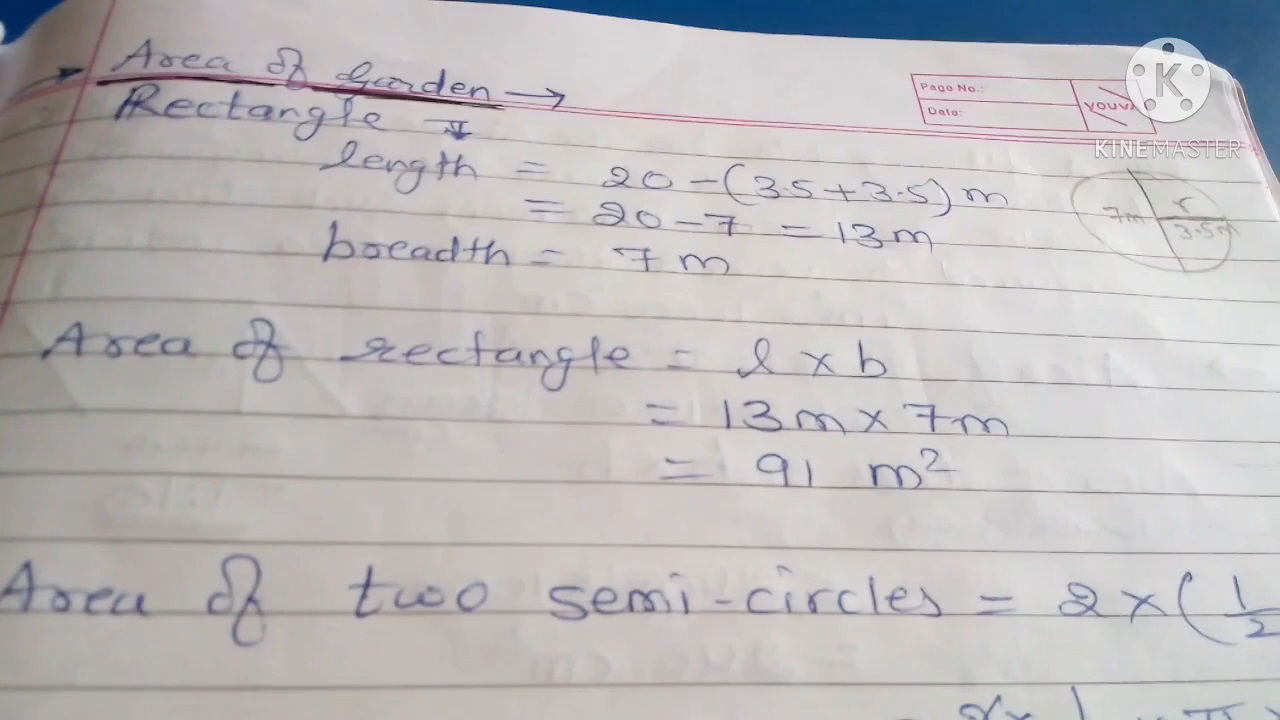 Area of Garden →
Page No.:
Date:
YOUVA
K
KINEMASTER
Rectangle
length = 20 - (3.5 + 3.5) m
= 20 - 7 = 13 m
breadth = 7 m
7m r
3.5m
Area of rectangle = l × b
= 13 m × 7 m
= 91 m²
Area of two semi-circles = 2 × ( 1/2